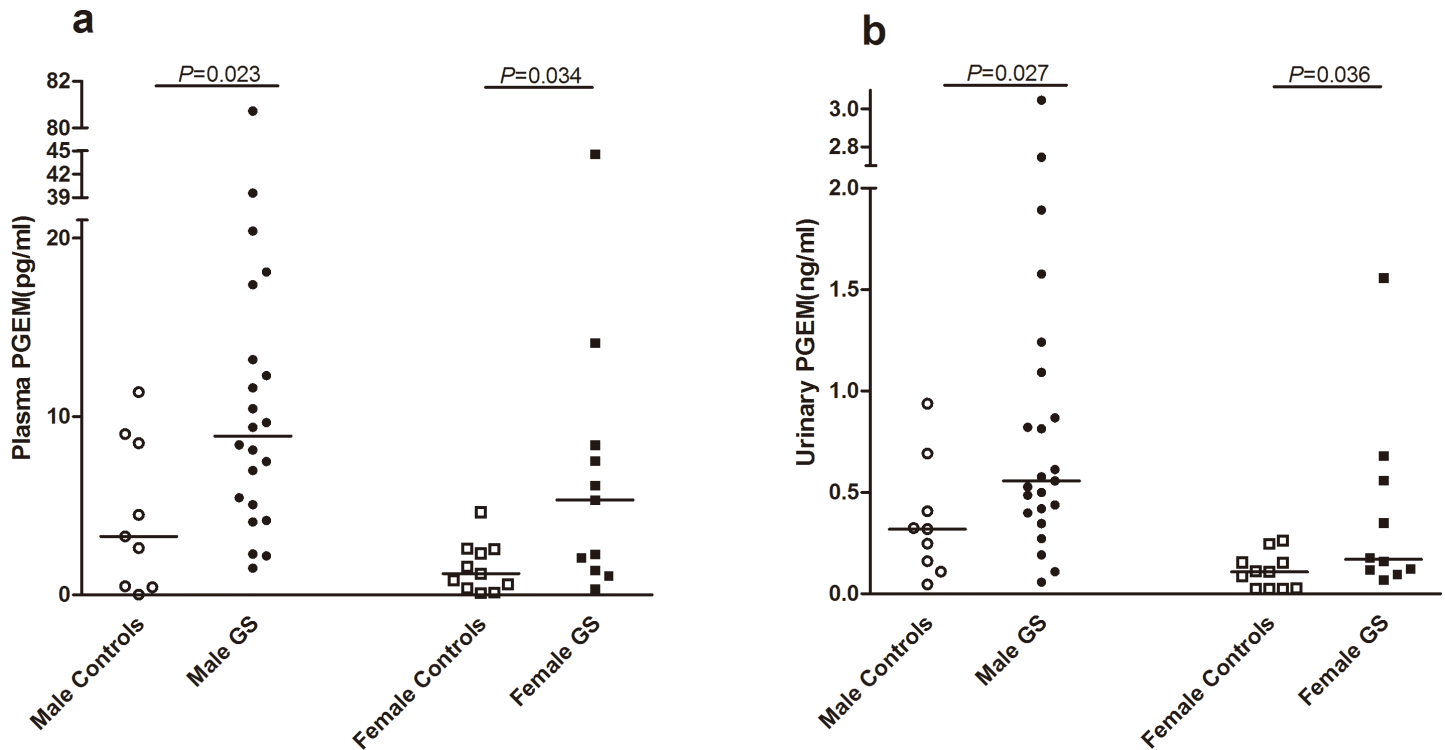 a
P=0.023
P=0.034
82
80
45
42
39
20
10
0
Plasma PGEM(pg/ml)
Male Controls
Male GS
Female Controls
Female GS
b
P=0.027
P=0.036
3.0
2.8
2.0
1.5
1.0
0.5
0.0
Urinary PGEM(ng/ml)
Male Controls
Male GS
Female Controls
Female GS